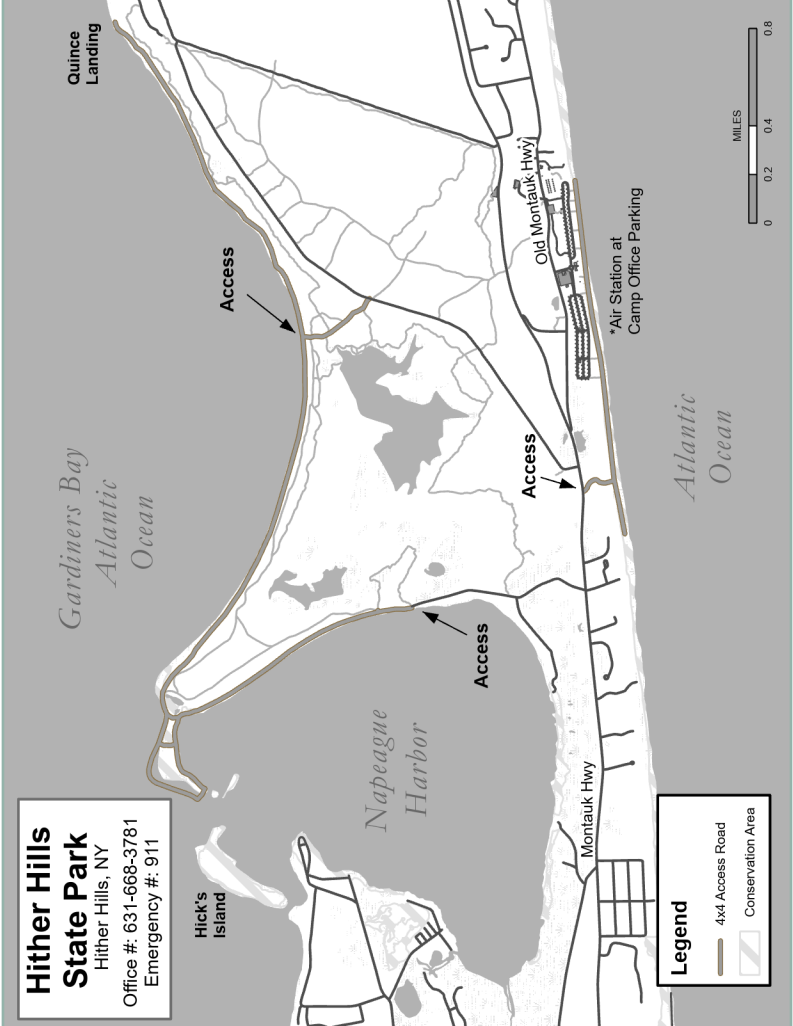 Hither Hills
State Park
Hither Hills, NY
Office #: 631-668-3781
Emergency #: 911
Gardiners Bay
Atlantic
Ocean
Quince
Landing
Access
Hick's
Island
Napeague
Harbor
Access
Access
Old Montauk Hwy
*Air Station at
Camp Office Parking
Montauk Hwy
Atlantic
Ocean
Legend
4x4 Access Road
Conservation Area
MILES
0 0.2 0.4 0.8